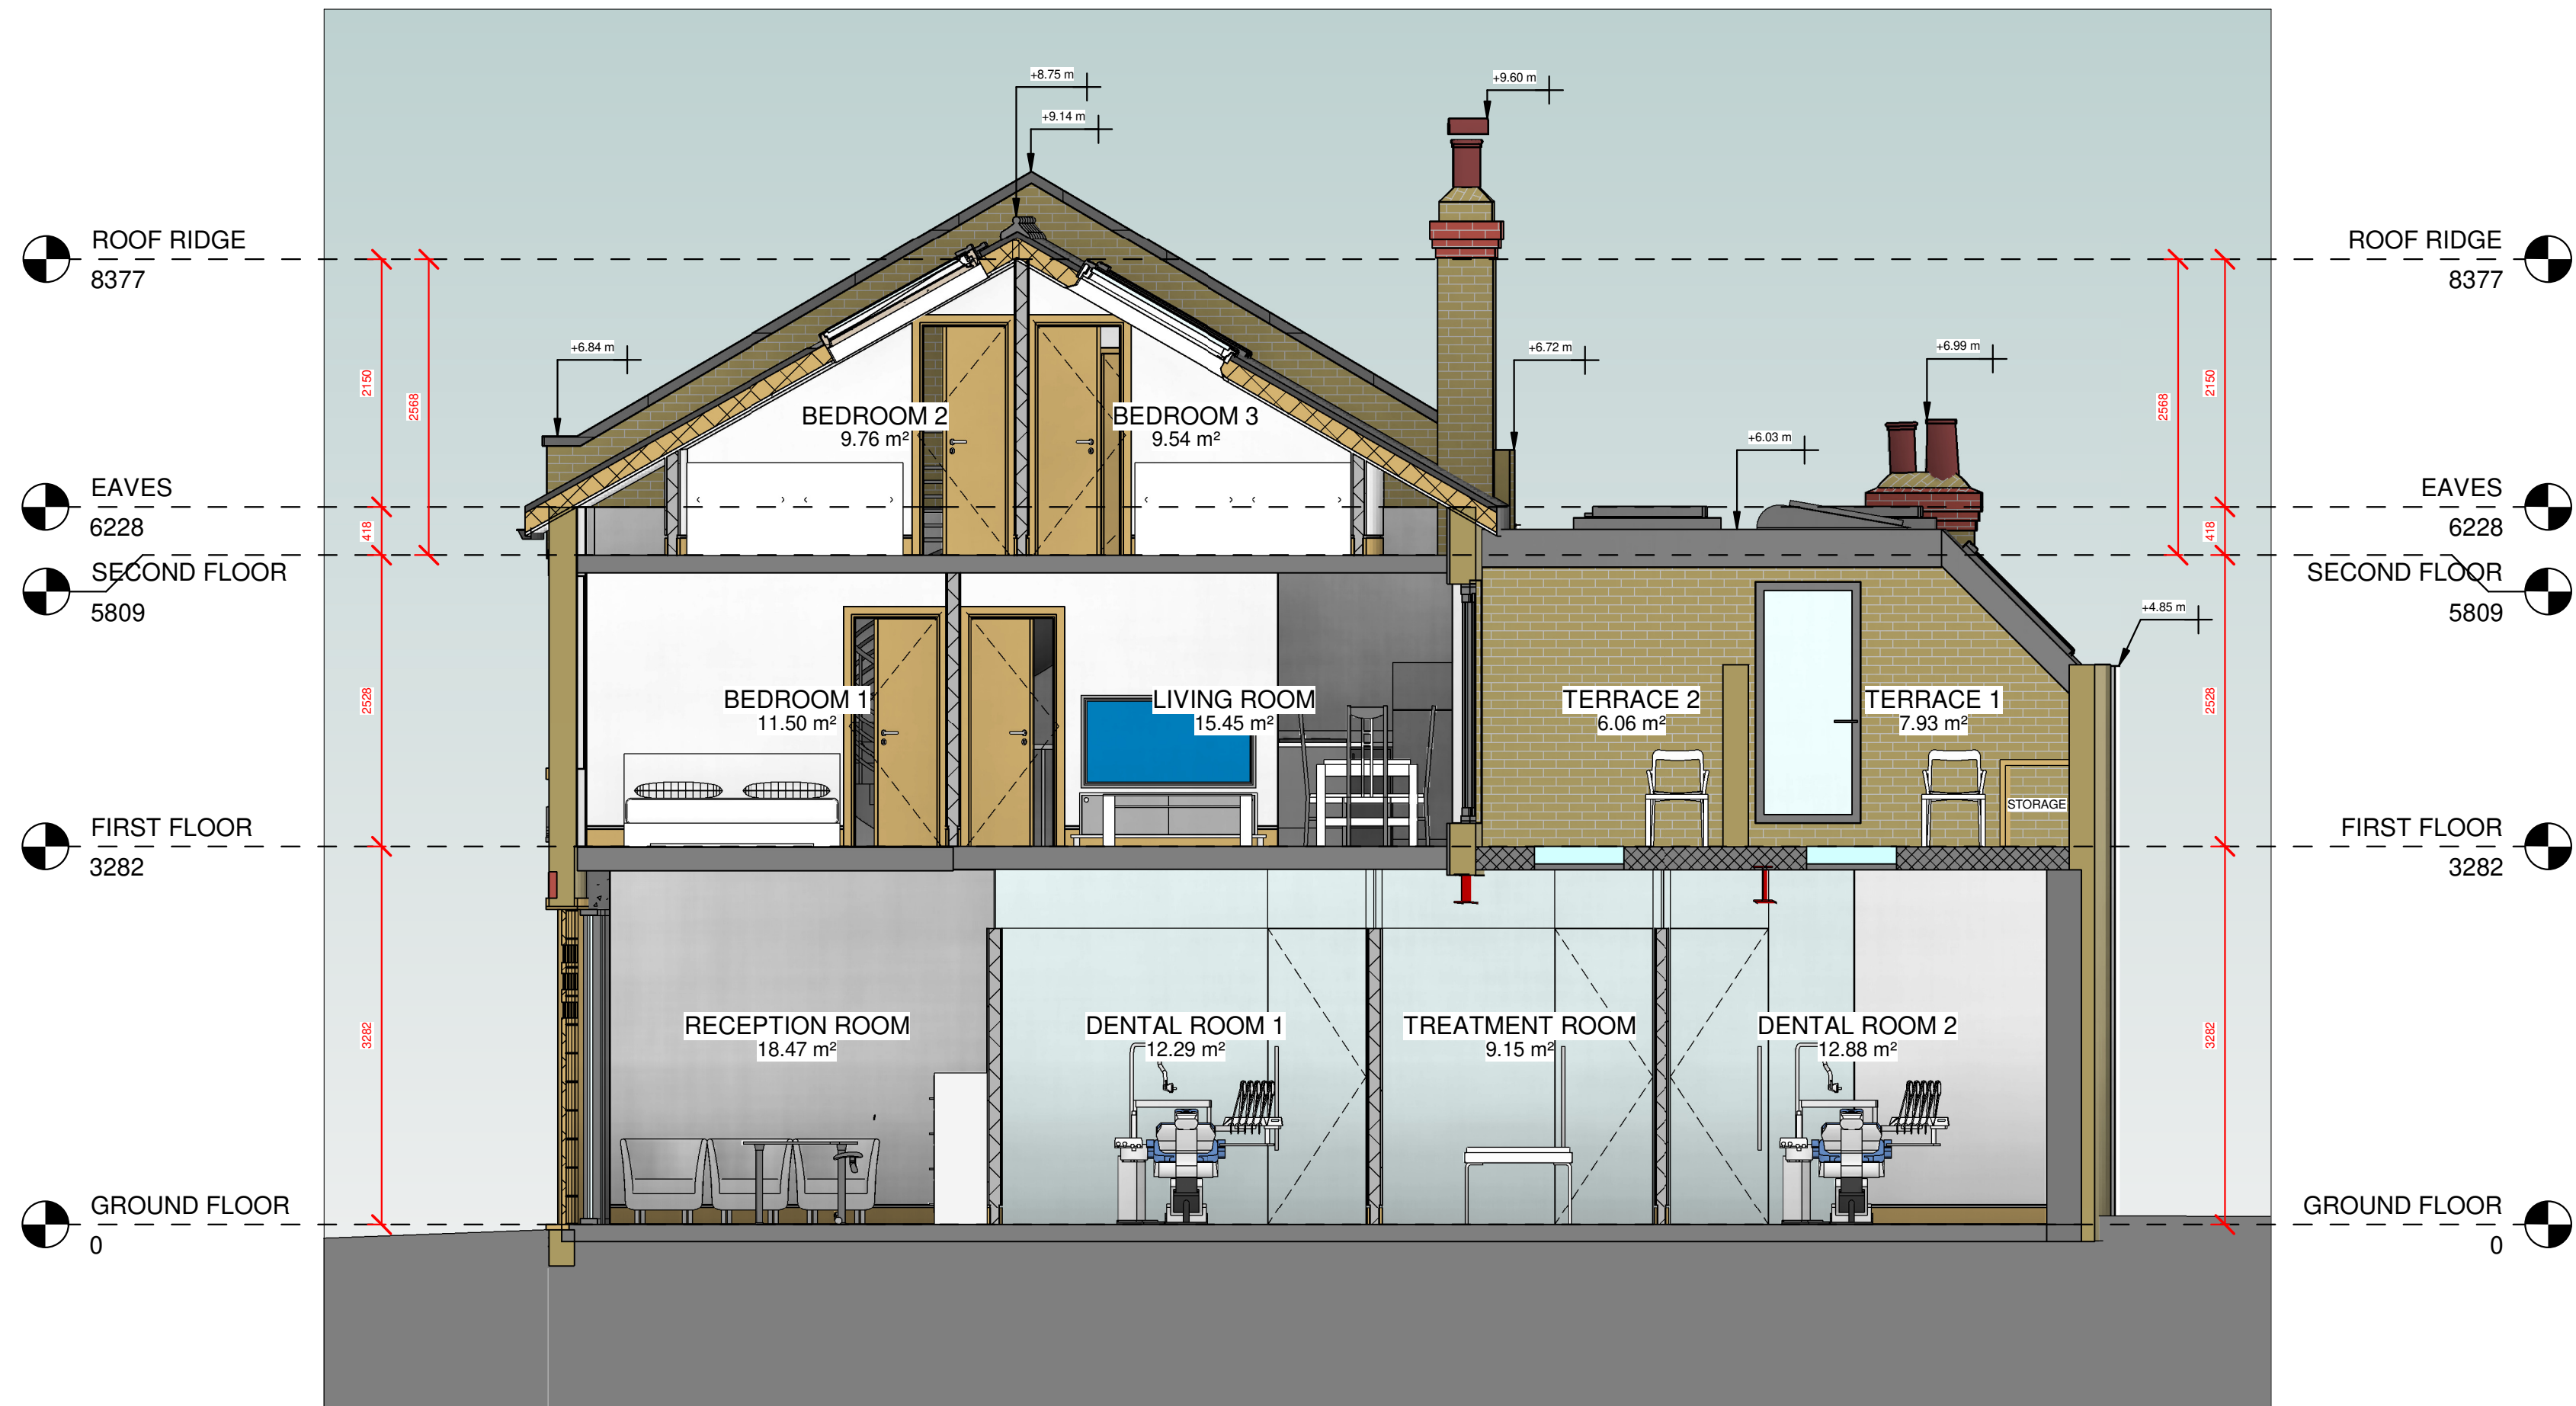 +8.75 m
+9.60 m
+9.14 m
ROOF RIDGE
8377
ROOF RIDGE
8377
+6.84 m
+6.72 m
+6.99 m
2150
2568
2568
2150
BEDROOM 2
9.76 m²
BEDROOM 3
9.54 m²
+6.03 m
EAVES
6228
EAVES
6228
418
418
SECOND FLOOR
5809
SECOND FLOOR
5809
+4.85 m
2528
2528
BEDROOM 1
11.50 m²
LIVING ROOM
15.45 m²
TERRACE 2
6.06 m²
TERRACE 1
7.93 m²
STORAGE
FIRST FLOOR
3282
FIRST FLOOR
3282
3282
3282
RECEPTION ROOM
18.47 m²
DENTAL ROOM 1
12.29 m²
TREATMENT ROOM
9.15 m²
DENTAL ROOM 2
12.88 m²
GROUND FLOOR
0
GROUND FLOOR
0